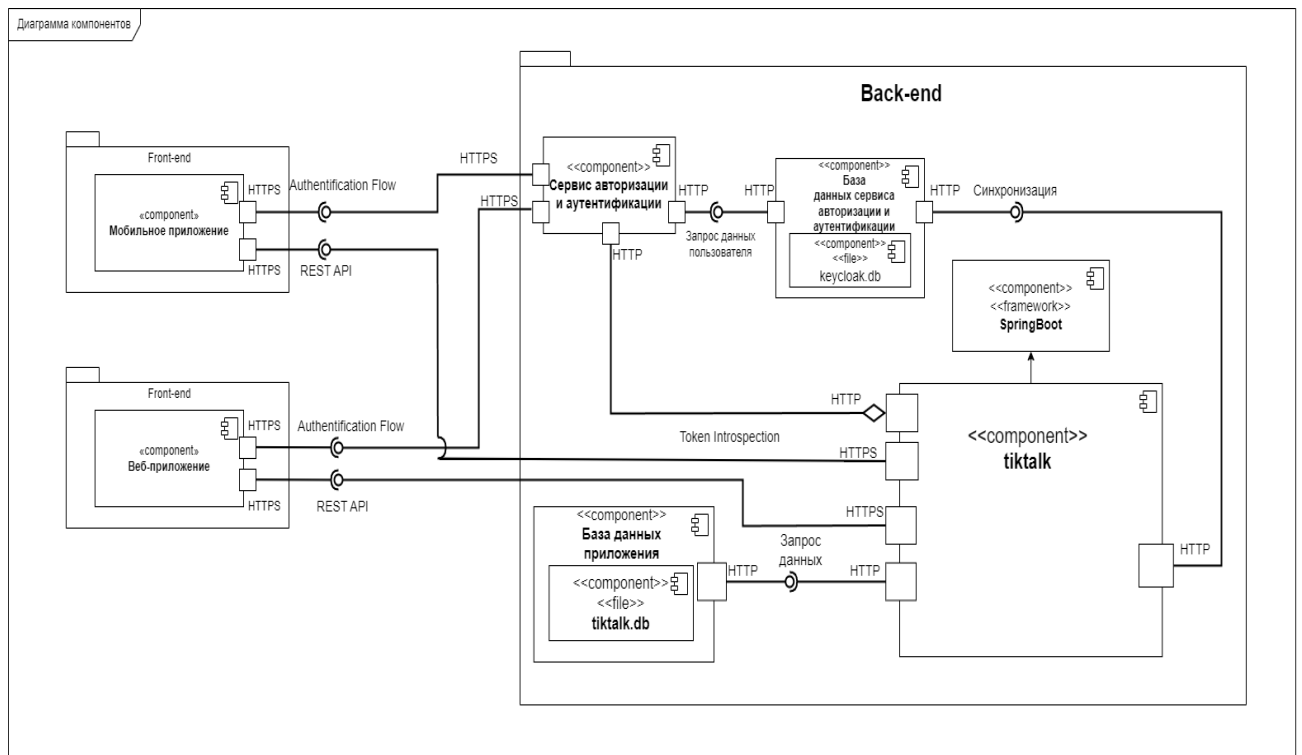 Диаграмма компонентов
Back-end
Front-end
«component»
Мобильное приложение
HTTPS
HTTPS
Authentification Flow
REST API
HTTPS
HTTPS
<<component>>
Сервис авторизации
и аутентификации
HTTP
HTTP
Запрос данных
пользователя
HTTP
<<component>>
База
данных сервиса
авторизации и
аутентификации
<<component>>
<<file>>
keycloak.db
HTTP
Синхронизация
<<component>>
<<framework>>
SpringBoot
Front-end
«component»
Веб-приложение
HTTPS
HTTPS
Authentification Flow
REST API
HTTP
Token Introspection
HTTPS
HTTPS
HTTP
<<component>>
tiktalk
HTTP
<<component>>
База данных
приложения
<<component>>
<<file>>
tiktalk.db
HTTP
Запрос
данных